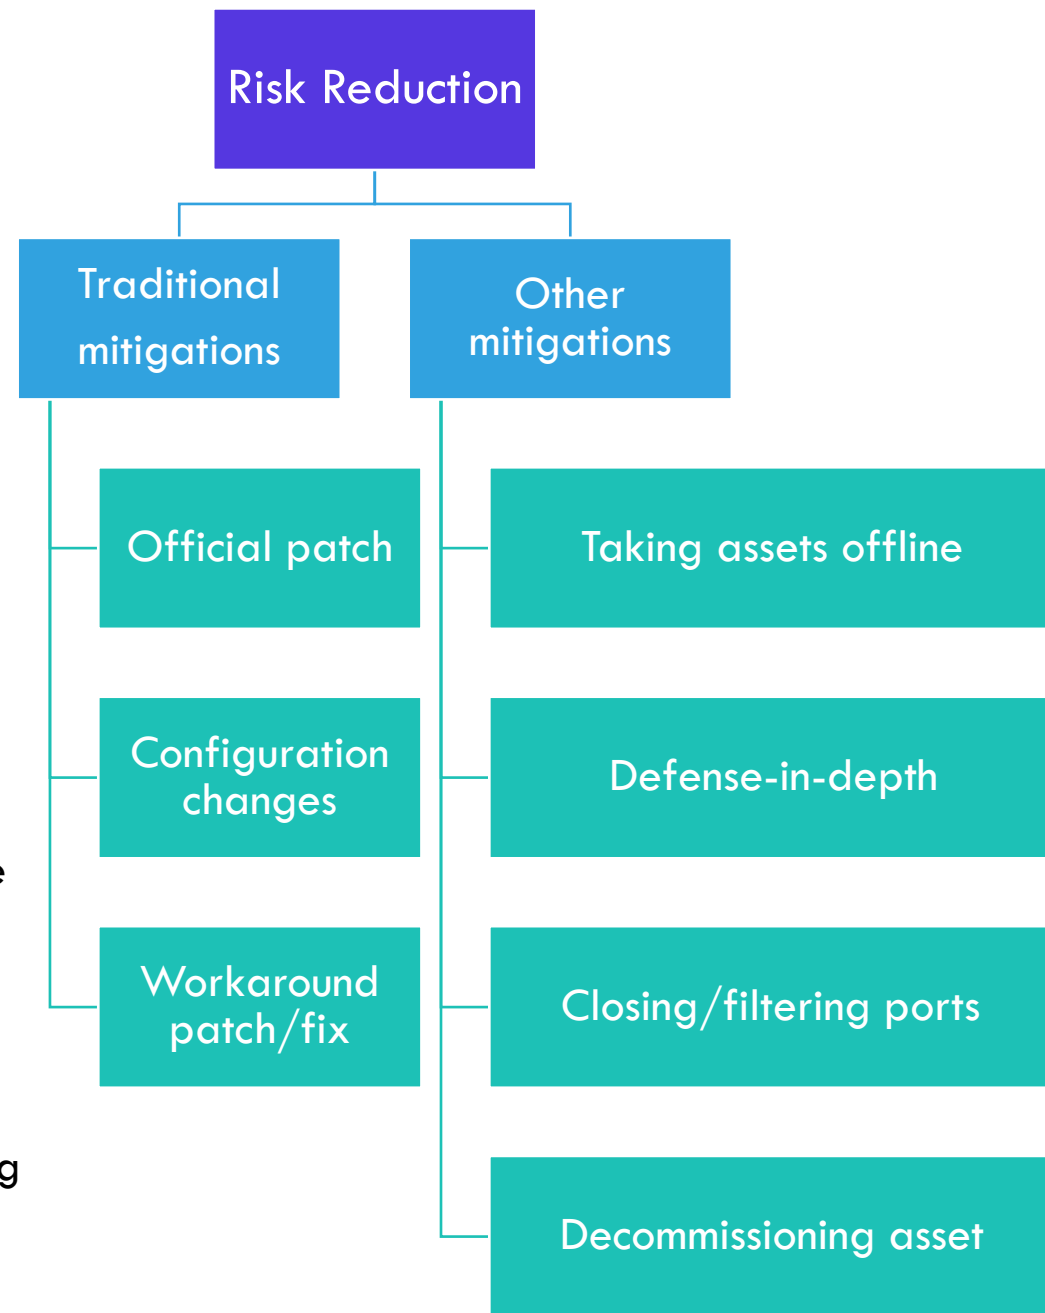 Risk Reduction
Traditional
mitigations
Other
mitigations
Official patch
Taking assets offline
Configuration
changes
Defense-in-depth
e
Workaround
patch/fix
Closing/filtering ports
g
Decommissioning asset